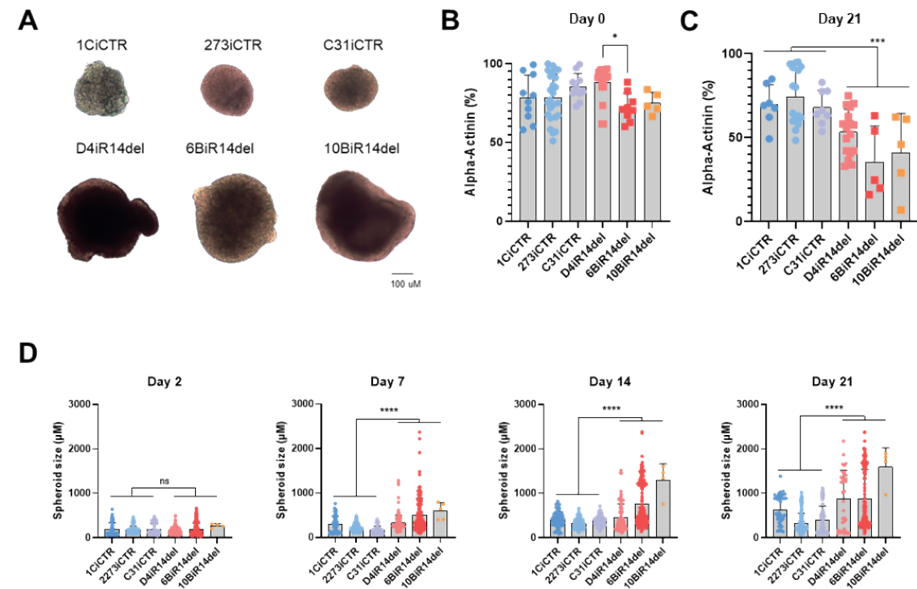 A
1CiCTR
273iCTR
C31iCTR
D4iR14del
6BiR14del
10BiR14del
100 uM
B
Day 0
Alpha-Actinin (%)
100
50
0
*
1CiCTR
273iCTR
C31iCTR
D4iR14del
6BiR14del
10BiR14del
C
Day 21
Alpha-Actinin (%)
100
50
0
***
1CiCTR
273iCTR
C31iCTR
D4iR14del
6BiR14del
10BiR14del
D
Day 2
Spheroid size (µM)
3000
2000
1000
0
ns
1CiCTR
2273iCTR
C31iCTR
D4iR14del
6BiR14del
10BiR14del
Day 7
Spheroid size (µM)
3000
2000
1000
0
****
1CiCTR
2273iCTR
C31iCTR
D4iR14del
6BiR14del
10BiR14del
Day 14
Spheroid size (µM)
3000
2000
1000
0
****
1CiCTR
2273iCTR
C31iCTR
D4iR14del
6BiR14del
10BiR14del
Day 21
Spheroid size (µM)
3000
2000
1000
0
****
1CiCTR
2273iCTR
C31iCTR
D4iR14del
6BiR14del
10BiR14del